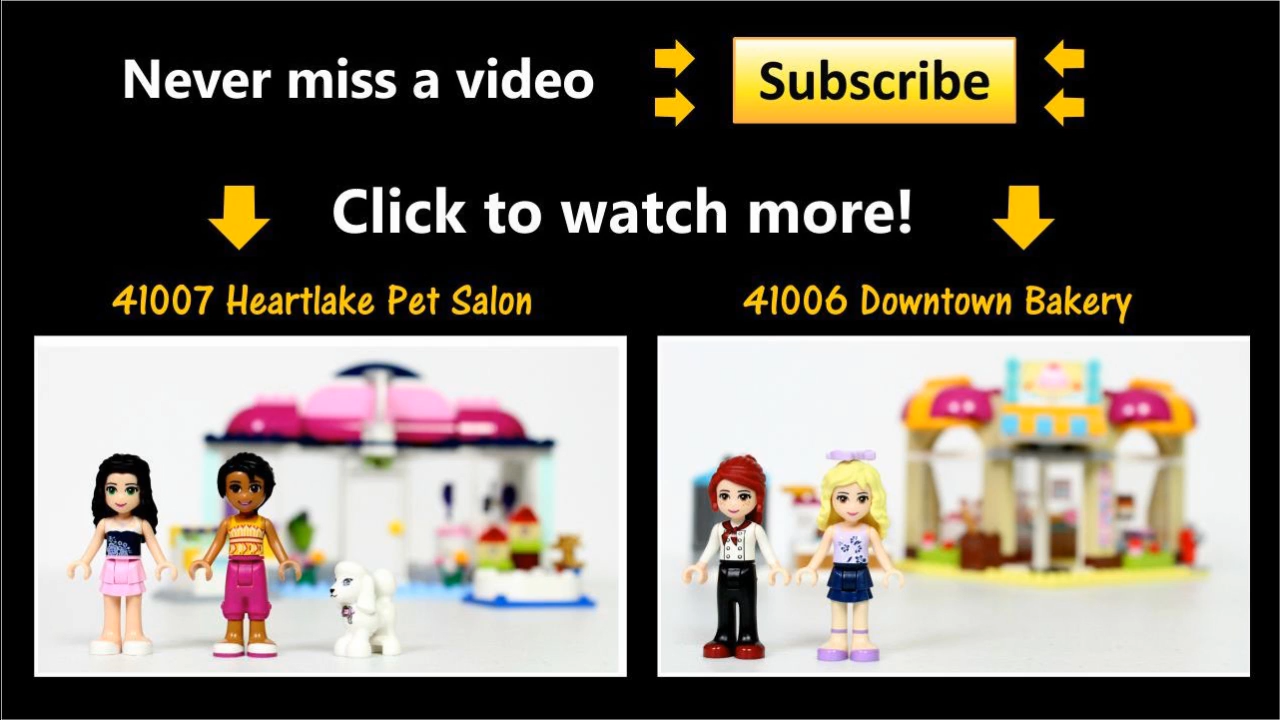 Never miss a video
Subscribe
Click to watch more!
41007 Heartlake Pet Salon
41006 Downtown Bakery